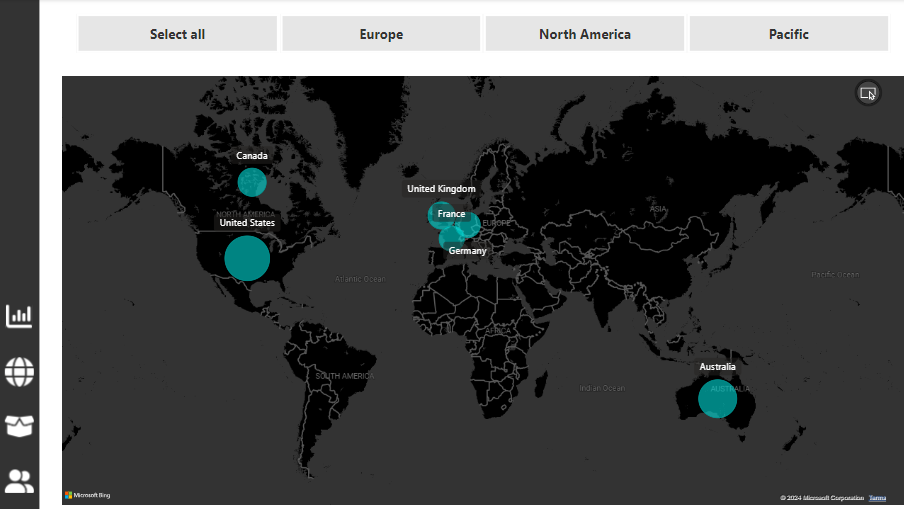 Select all
Europe
North America
Pacific
Canada
United Kingdom
NORTH AMERICA
United States
France
EUROPE
ASIA
Germany
Atlantic Ocean
Pacific Ocean
AFRICA
SOUTH AMERICA
Indian Ocean
Australia
AUSTRALIA
Microsoft Bing
© 2024 Microsoft Corporation Terms